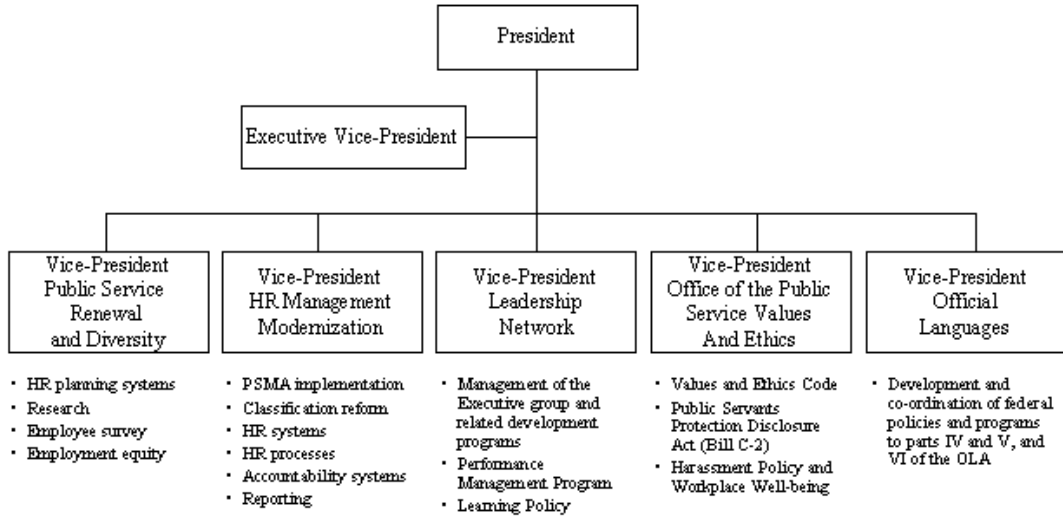 President
Executive Vice-President
Vice-President
Public Service
Renewal
and Diversity
Vice-President
HR Management
Modernization
Vice-President
Leadership
Network
Vice-President
Office of the Public
Service Values
And Ethics
Vice-President
Official
Languages
• HR planning systems
• Research
• Employee survey
• Employment equity
• PSMA implementation
• Classification reform
• HR systems
• HR processes
• Accountability systems
• Reporting
• Management of the
Executive group and
related development
programs
• Performance
Management Program
• Learning Policy
• Values and Ethics Code
• Public Servants
Protection Disclosure
Act (Bill C-2)
• Harassment Policy and
Workplace Well-being
• Development and
co-ordination of federal
policies and programs
to parts IV and V, and
VI of the OLA